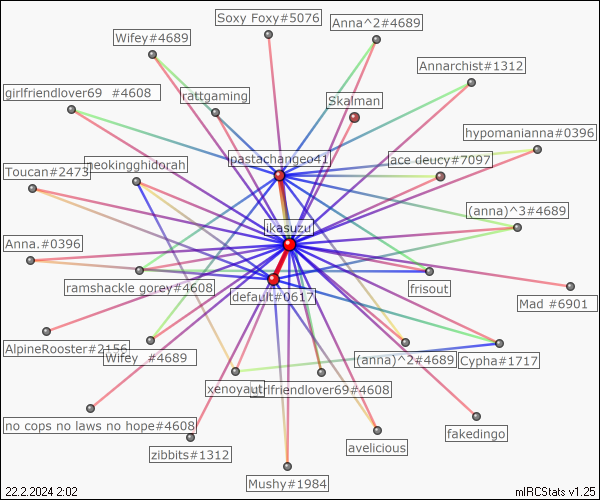 Soxy Foxy#5076
Anna^2#4689
Wifey#4689
Annarchist#1312
girlfriendlover69 #4608
rattgaming
Skalman
hypomanianna#0396
pastachangeo41
ace deucy#7097
Toucan#2473
neokingghidorah
(anna)^3#4689
ikasuzu
Anna.#0396
ramshackle gorey#4608
default#0617
frisout
Mad #6901
AlpineRooster#2156
Wifey #4689
(anna)^2#4689
Cypha#1717
xenoyaut
girlfriendlover69#4608
no cops no laws no hope#4608
fakedingo
zibbits#1312
avelicious
Mushy#1984
22.2.2024 2:02
mIRCStats v1.25